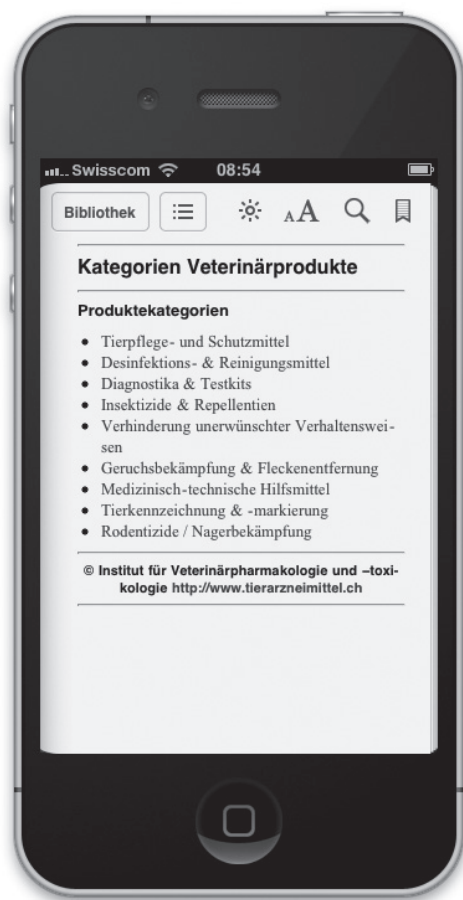 Swisscom 08:54
Bibliothek AA
Kategorien Veterinärprodukte
Produktekategorien
• Tierpflege- und Schutzmittel
• Desinfektions- & Reinigungsmittel
• Diagnostika & Testkits
• Insektizide & Repellentien
• Verhinderung unerwünschter Verhaltenswei-
sen
• Geruchsbekämpfung & Fleckenentfernung
• Medizinisch-technische Hilfsmittel
• Tierkennzeichnung & -markierung
• Rodentizide / Nagerbekämpfung
© Institut für Veterinärpharmakologie und –toxi-
kologie http://www.tierarzneimittel.ch